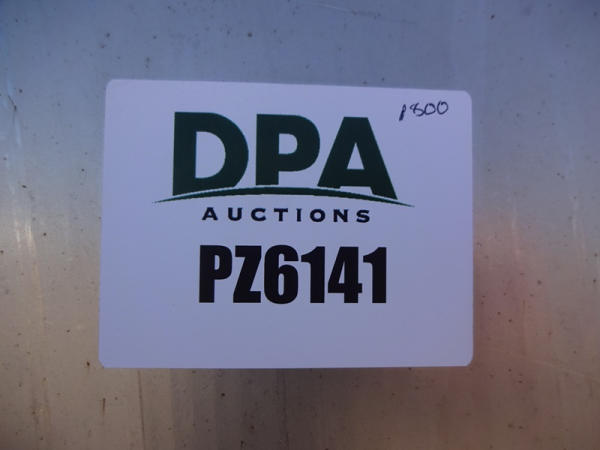 1800
DPA
AUCTIONS
PZ6141